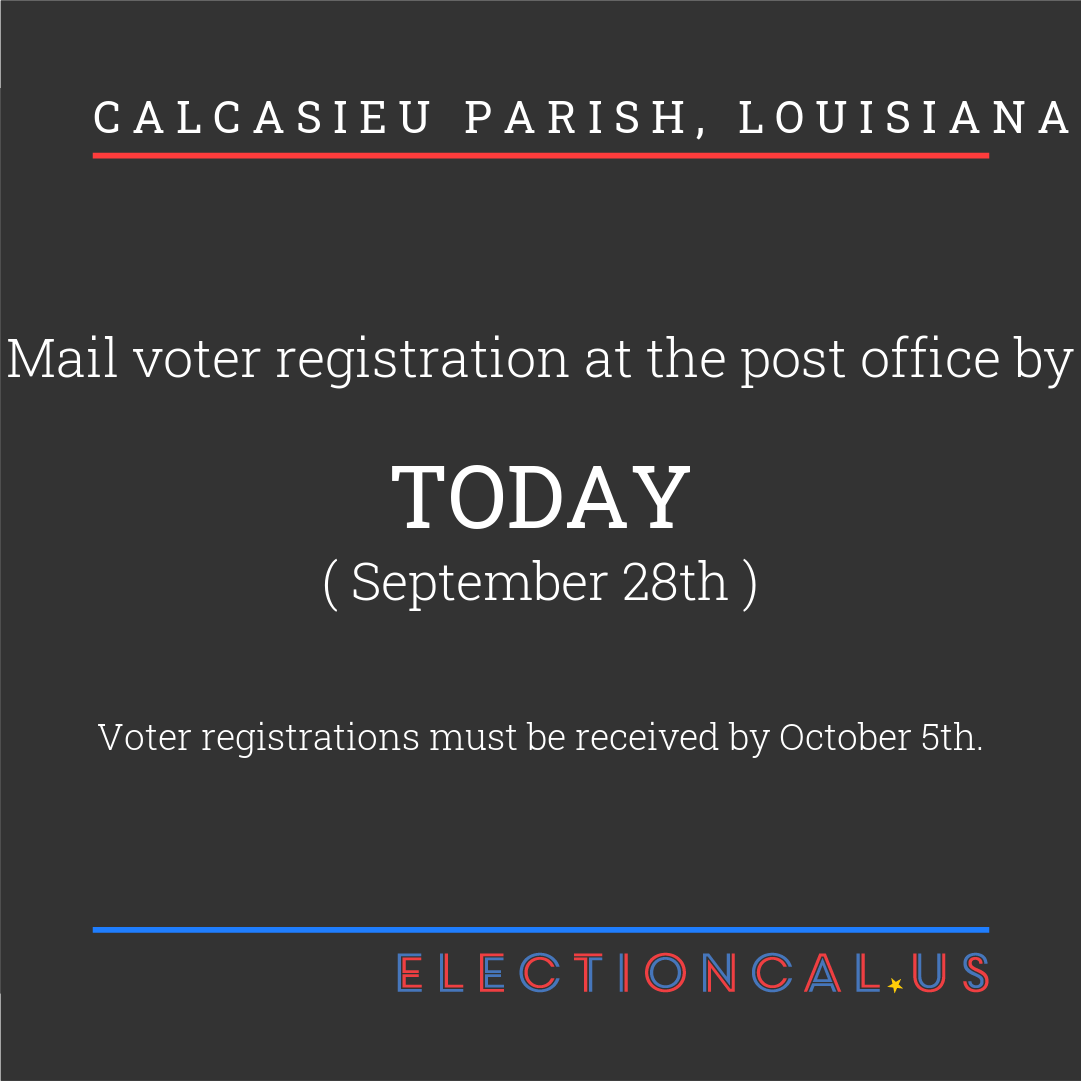 CALCASIEU PARISH, LOUISIANA
Mail voter registration at the post office by
TODAY
( September 28th )
Voter registrations must be received by October 5th.
ELECTIONCAL.US